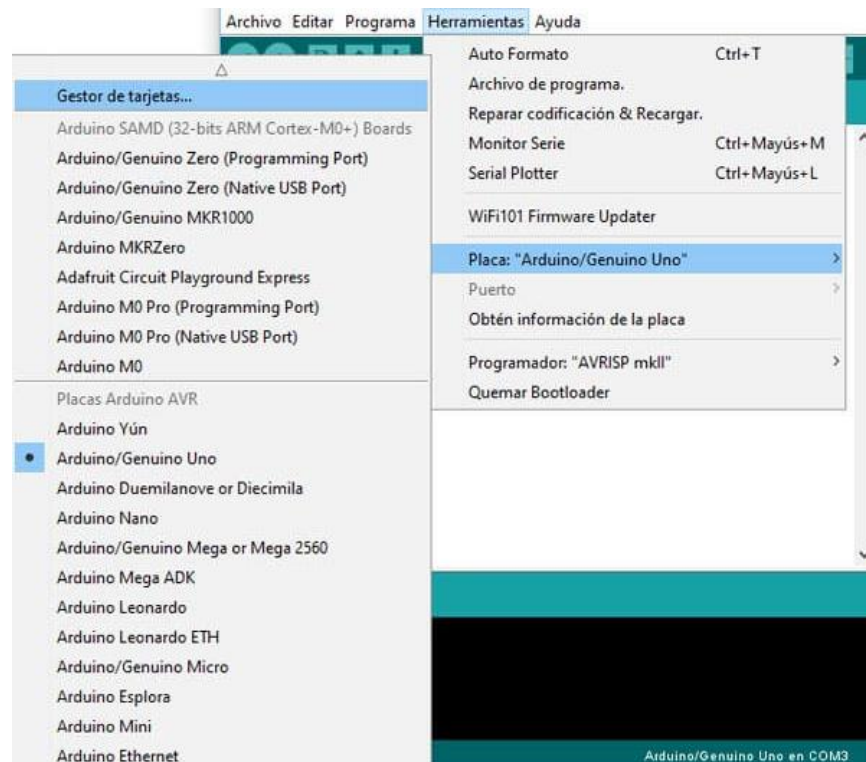 Archivo Editar Programa Herramientas Ayuda
Auto Formato Ctrl+T
Archivo de programa.
Reparar codificación & Recargar.
Monitor Serie Ctrl+Mayús+M
Serial Plotter Ctrl+Mayús+L
WiFi101 Firmware Updater
Placa: "Arduino/Genuino Uno"
Puerto
Obtén información de la placa
Programador: "AVRISP mkII"
Quemar Bootloader
Gestor de tarjetas...
Arduino SAMD (32-bits ARM Cortex-M0+) Boards
Arduino/Genuino Zero (Programming Port)
Arduino/Genuino Zero (Native USB Port)
Arduino/Genuino MKR1000
Arduino MKRZero
Adafruit Circuit Playground Express
Arduino M0 Pro (Programming Port)
Arduino M0 Pro (Native USB Port)
Arduino M0
Placas Arduino AVR
Arduino Yún
Arduino/Genuino Uno
Arduino Duemilanove or Diecimila
Arduino Nano
Arduino/Genuino Mega or Mega 2560
Arduino Mega ADK
Arduino Leonardo
Arduino Leonardo ETH
Arduino/Genuino Micro
Arduino Esplora
Arduino Mini
Arduino Ethernet
Arduino/Genuino Uno en COM3